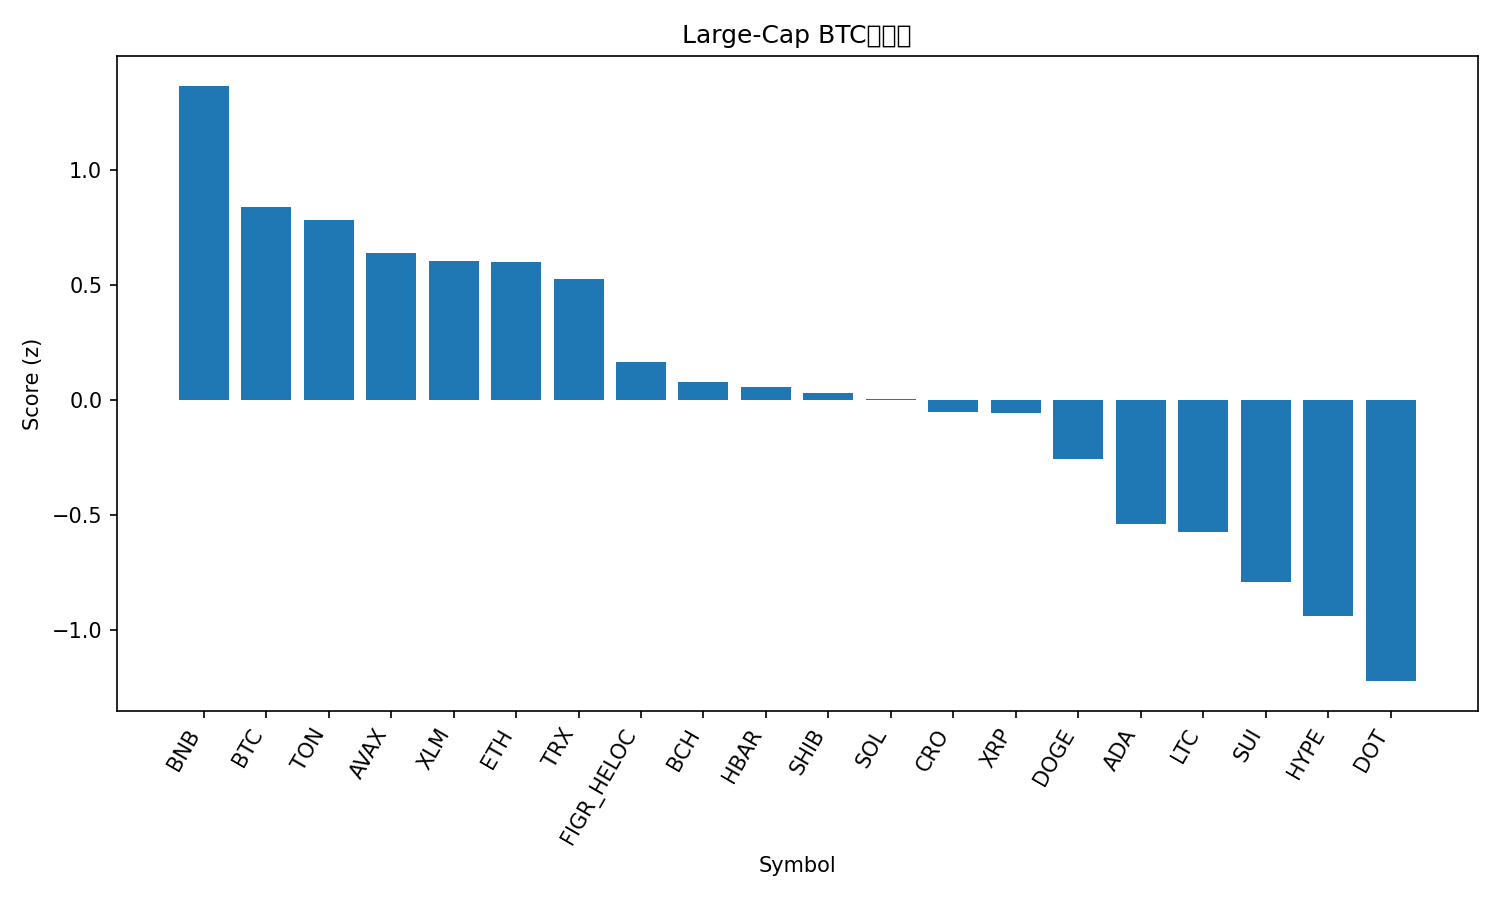 Large-Cap BTC
Score (z)
1.0
0.5
0.0
−0.5
−1.0
BNB
BTC
TON
AVAX
XLM
ETH
TRX
FIGR_HELOC
BCH
HBAR
SHIB
SOL
CRO
XRP
DOGE
ADA
LTC
SUI
HYPE
DOT
Symbol